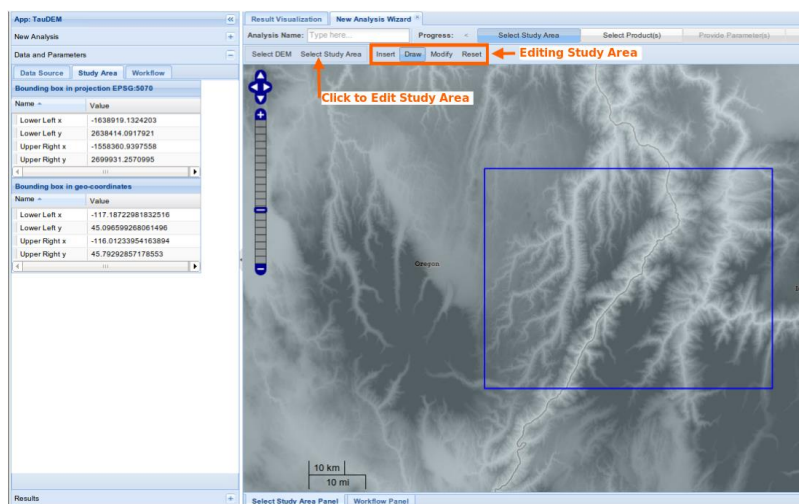 App: TauDEM
New Analysis
Data and Parameters
Data Source Study Area Workflow
Bounding box in projection EPSG:5070
Name Value
Lower Left x -1638919.1324203
Lower Left y 2638414.0917921
Upper Right x -1558360.9397558
Upper Right y 2699931.2570995
Bounding box in geo-coordinates
Name Value
Lower Left x -117.18722981832516
Lower Left y 45.096599268061496
Upper Right x -116.01233954163894
Upper Right y 45.79292857178553
Results
Result Visualization New Analysis Wizard
Analysis Name: Type here... Progress: < Select Study Area Select Product(s) Provide Parameter(s)
Select DEM Select Study Area Insert Draw Modify Reset Editing Study Area
Click to Edit Study Area
Oregon
10 km
10 mi
Select Study Area Panel Workflow Panel